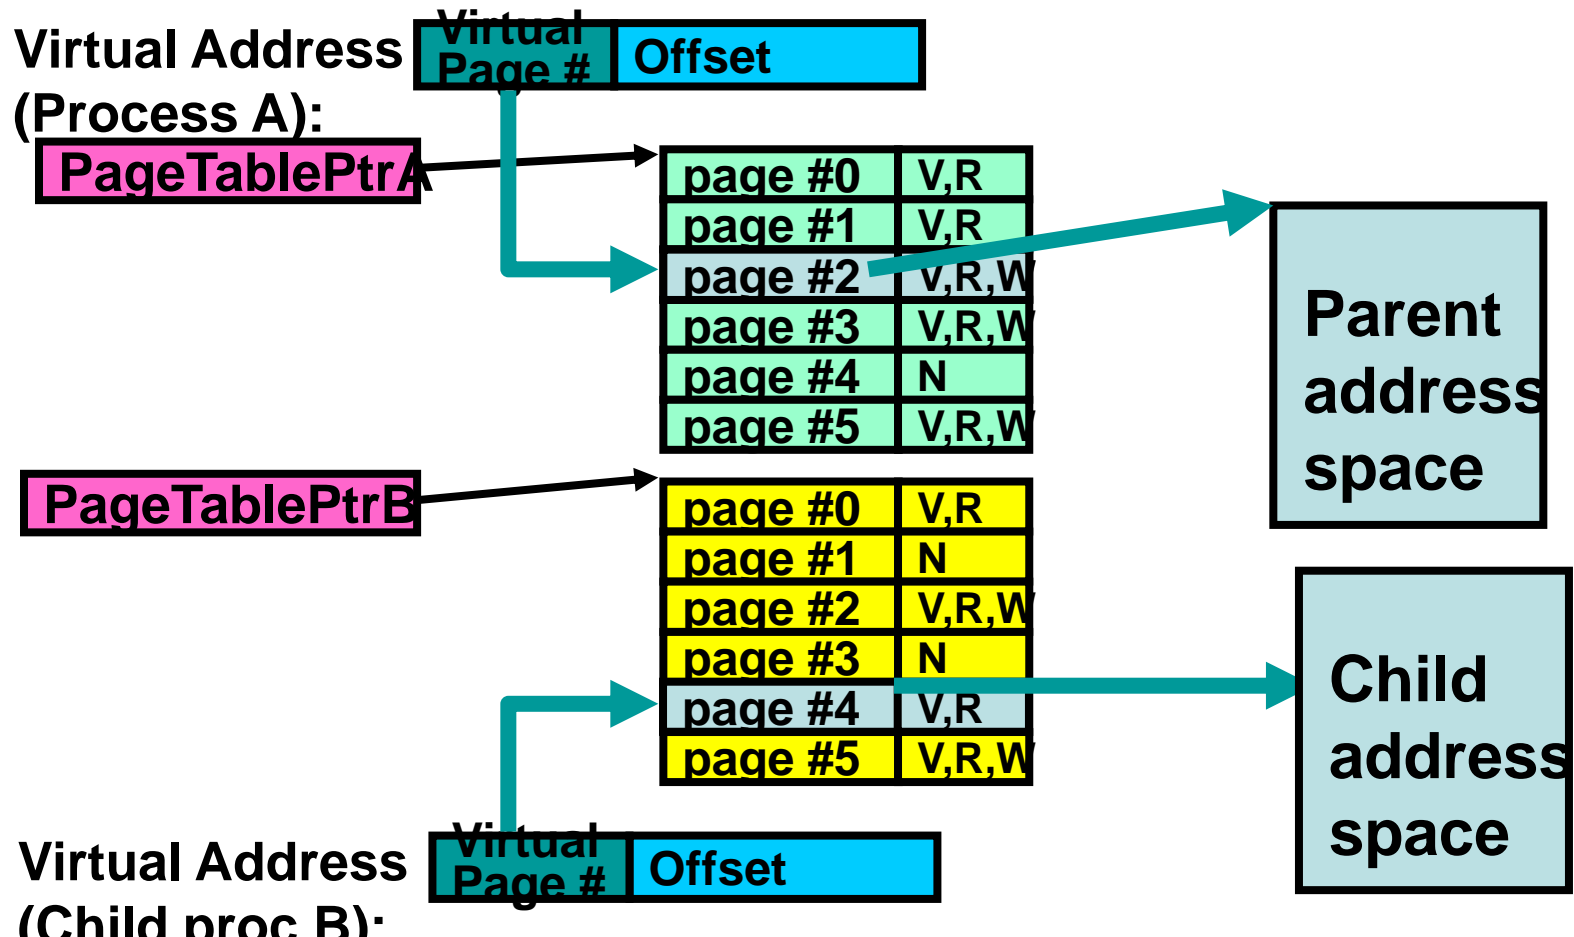 Virtual Address
(Process A):
Virtual
Page #
Offset
PageTablePtrA
page #0 V,R
page #1 V,R
page #2 V,R,W
page #3 V,R,W
page #4 N
page #5 V,R,W
Parent
address
space
PageTablePtrB
page #0 V,R
page #1 N
page #2 V,R,W
page #3 N
page #4 V,R
page #5 V,R,W
Child
address
space
Virtual Address
(Child proc B):
Virtual
Page #
Offset